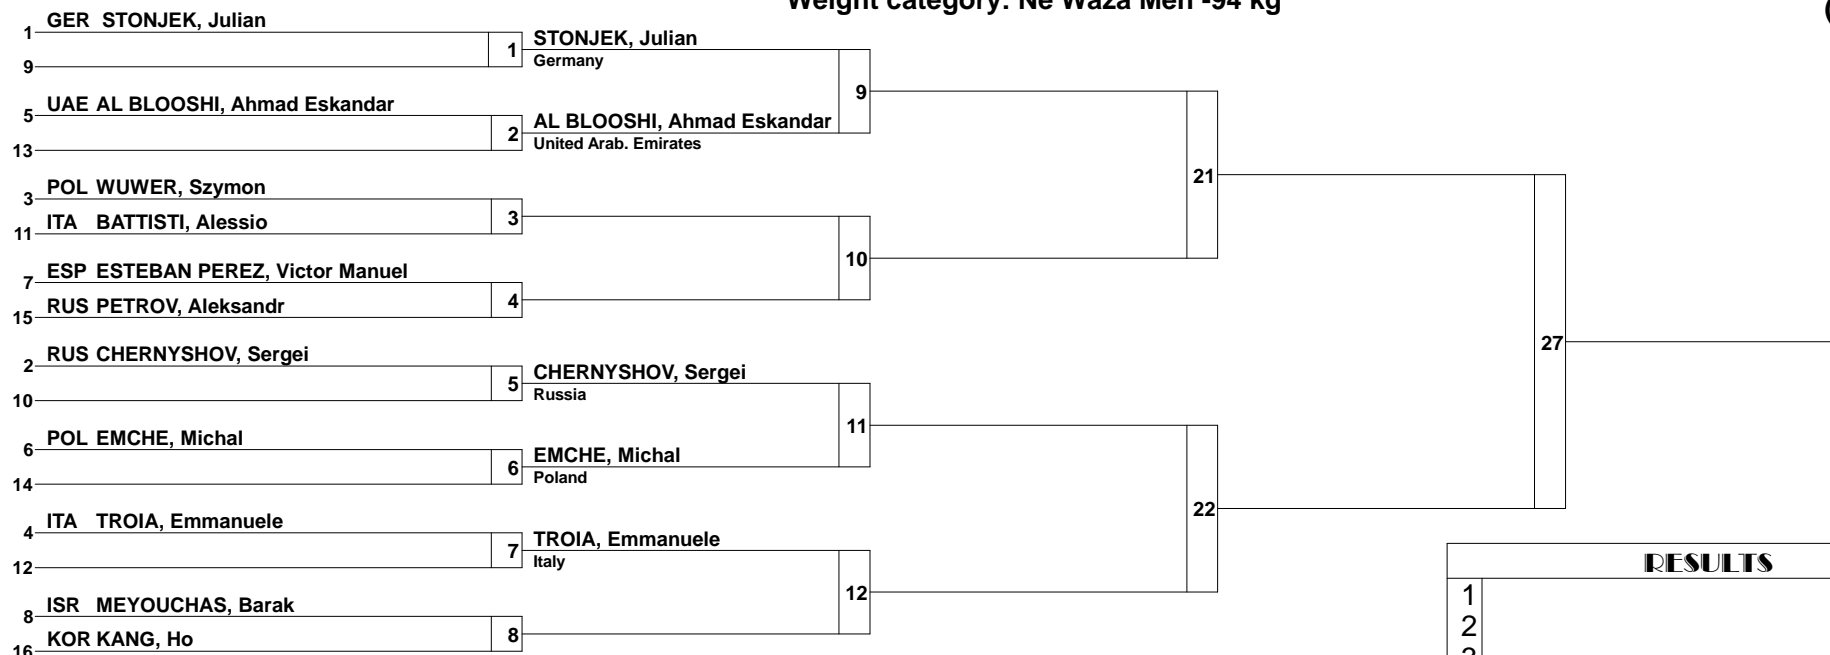 Weight category: Ne Waza Men -94 kg
(
1 GER STONJEK, Julian
9
1 STONJEK, Julian
Germany
5 UAE AL BLOOSHI, Ahmad Eskandar
13
2 AL BLOOSHI, Ahmad Eskandar
United Arab. Emirates
9
3 POL WUWER, Szymon
11 ITA BATTISTI, Alessio
3
7 ESP ESTEBAN PEREZ, Victor Manuel
15 RUS PETROV, Aleksandr
4
10
21
2 RUS CHERNYSHOV, Sergei
10
5 CHERNYSHOV, Sergei
Russia
6 POL EMCHE, Michal
14
6 EMCHE, Michal
Poland
11
4 ITA TROIA, Emmanuele
12
7 TROIA, Emmanuele
Italy
8 ISR MEYOUCHAS, Barak
16 KOR KANG, Ho
8
12
22
27
RESULTS
1
2
3